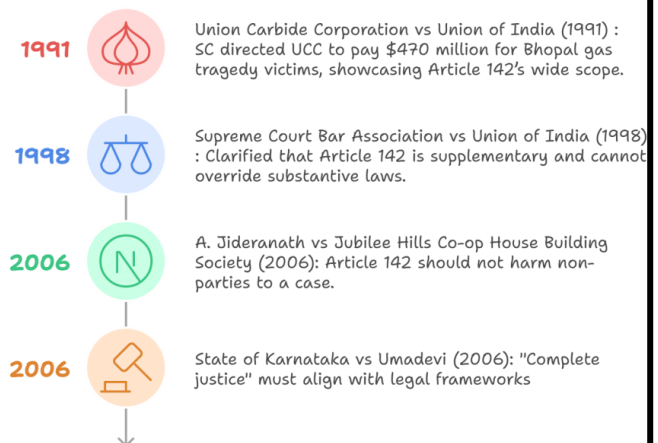 1991
Union Carbide Corporation vs Union of India (1991) :
SC directed UCC to pay $470 million for Bhopal gas
tragedy victims, showcasing Article 142's wide scope.
1998
Supreme Court Bar Association vs Union of India (1998)
: Clarified that Article 142 is supplementary and cannot
override substantive laws.
2006
N
A. Jideranath vs Jubilee Hills Co-op House Building
Society (2006): Article 142 should not harm non-
parties to a case.
2006
State of Karnataka vs Umadevi (2006): "Complete
justice" must align with legal frameworks